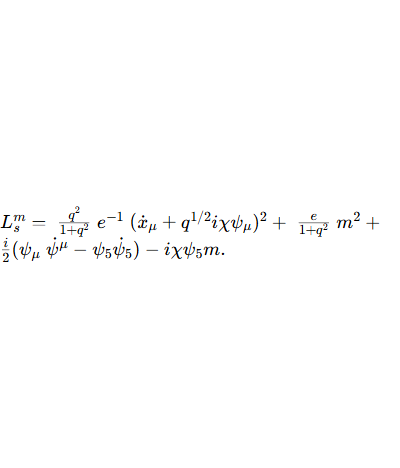 $L_s^m = \frac{q^2}{1+q^2} e^{-1} (\dot{x}_\mu + q^{1/2} i \chi \psi_\mu)^2 + \frac{e}{1+q^2} m^2 +$
$\frac{i}{2} (\psi_\mu \dot{\psi}^\mu - \psi_5 \dot{\psi}_5) - i \chi \psi_5 m.$